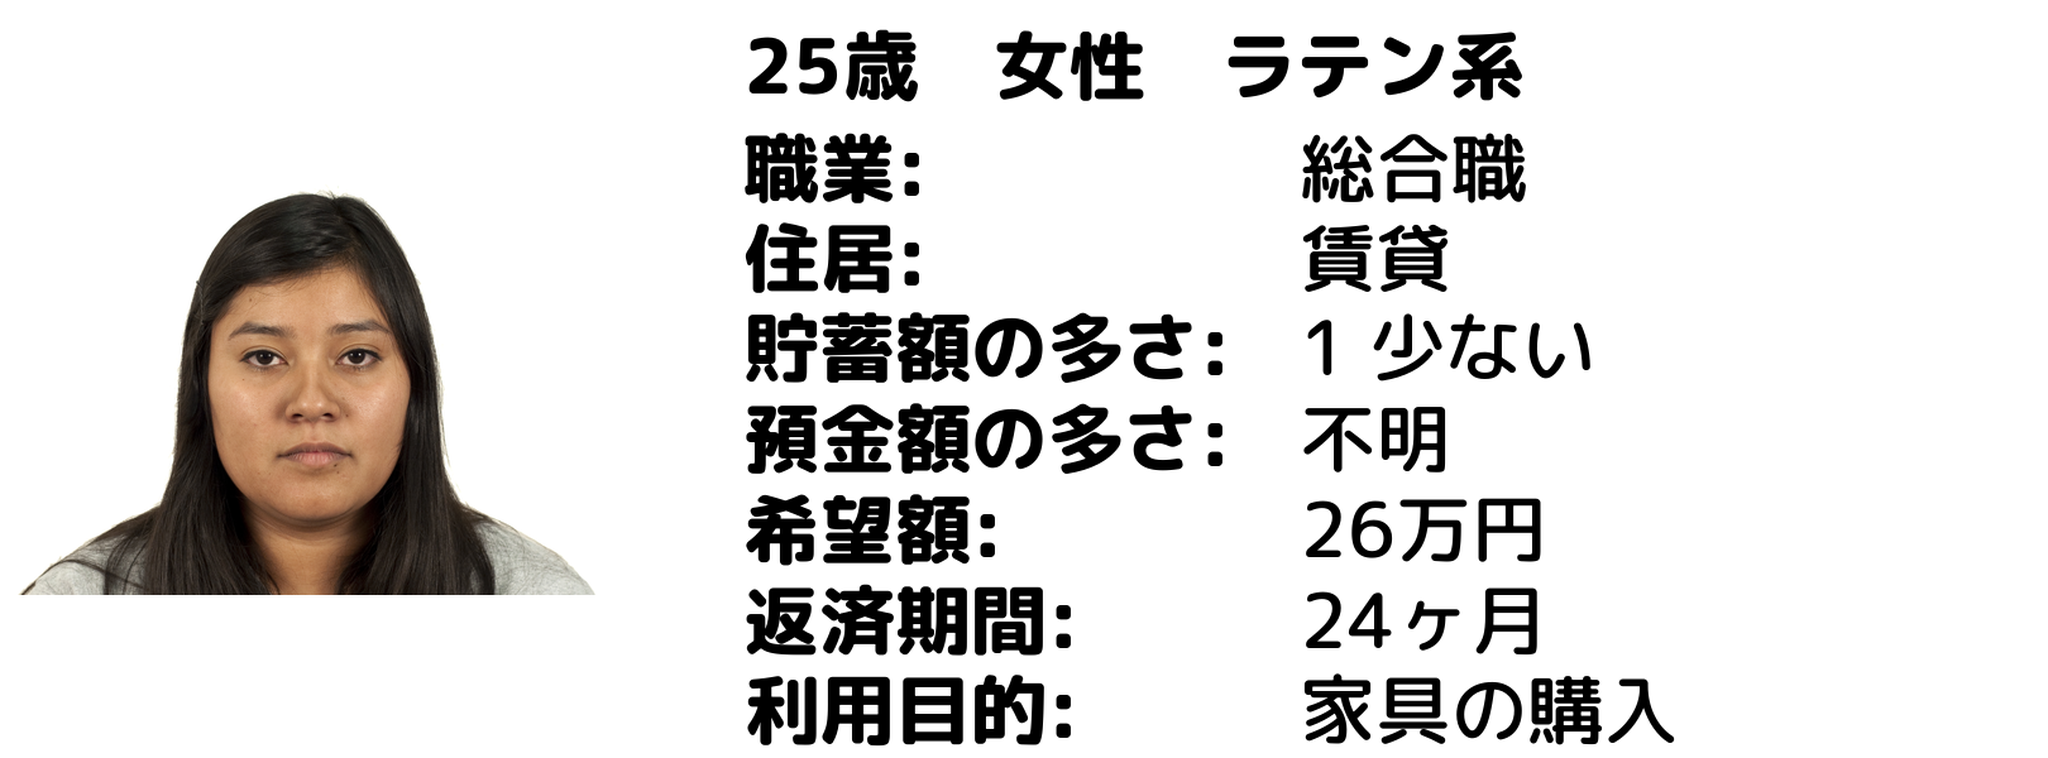 25歳　女性　ラテン系
職業: 総合職
住居: 賃貸
貯蓄額の多さ: 1 少ない
預金額の多さ: 不明
希望額: 26万円
返済期間: 24ヶ月
利用目的: 家具の購入